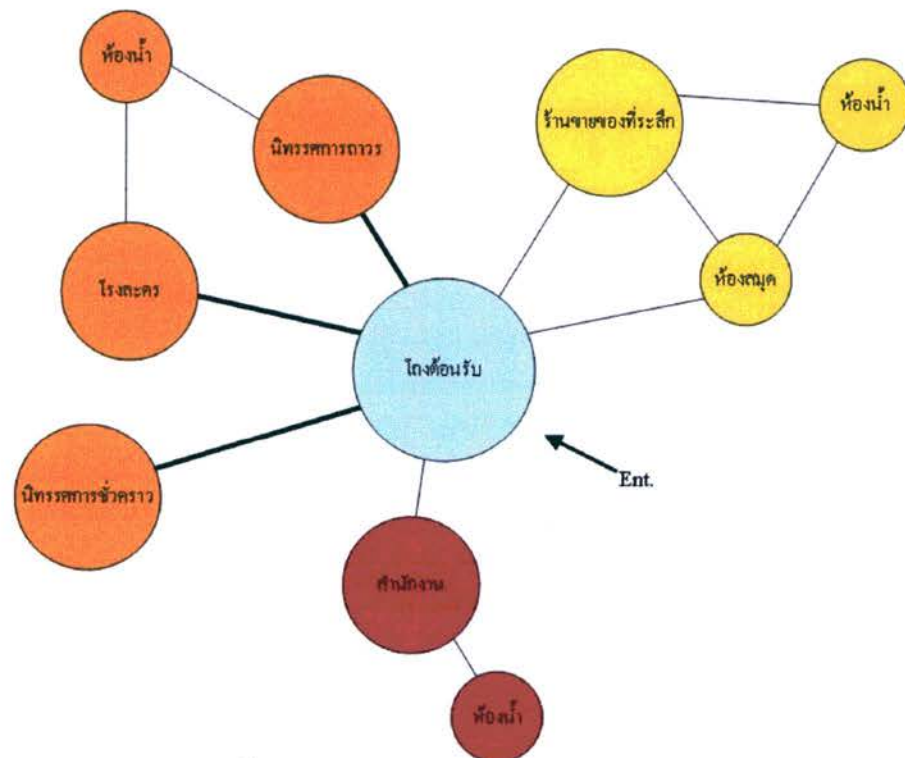 ห้องน้ำ
นิทรรศการถาวร
ร้านขายของที่ระลึก
ห้องน้ำ
โรงละคร
ห้องสมุด
โถงต้อนรับ
นิทรรศการชั่วคราว
Ent.
สำนักงาน
ห้องน้ำ